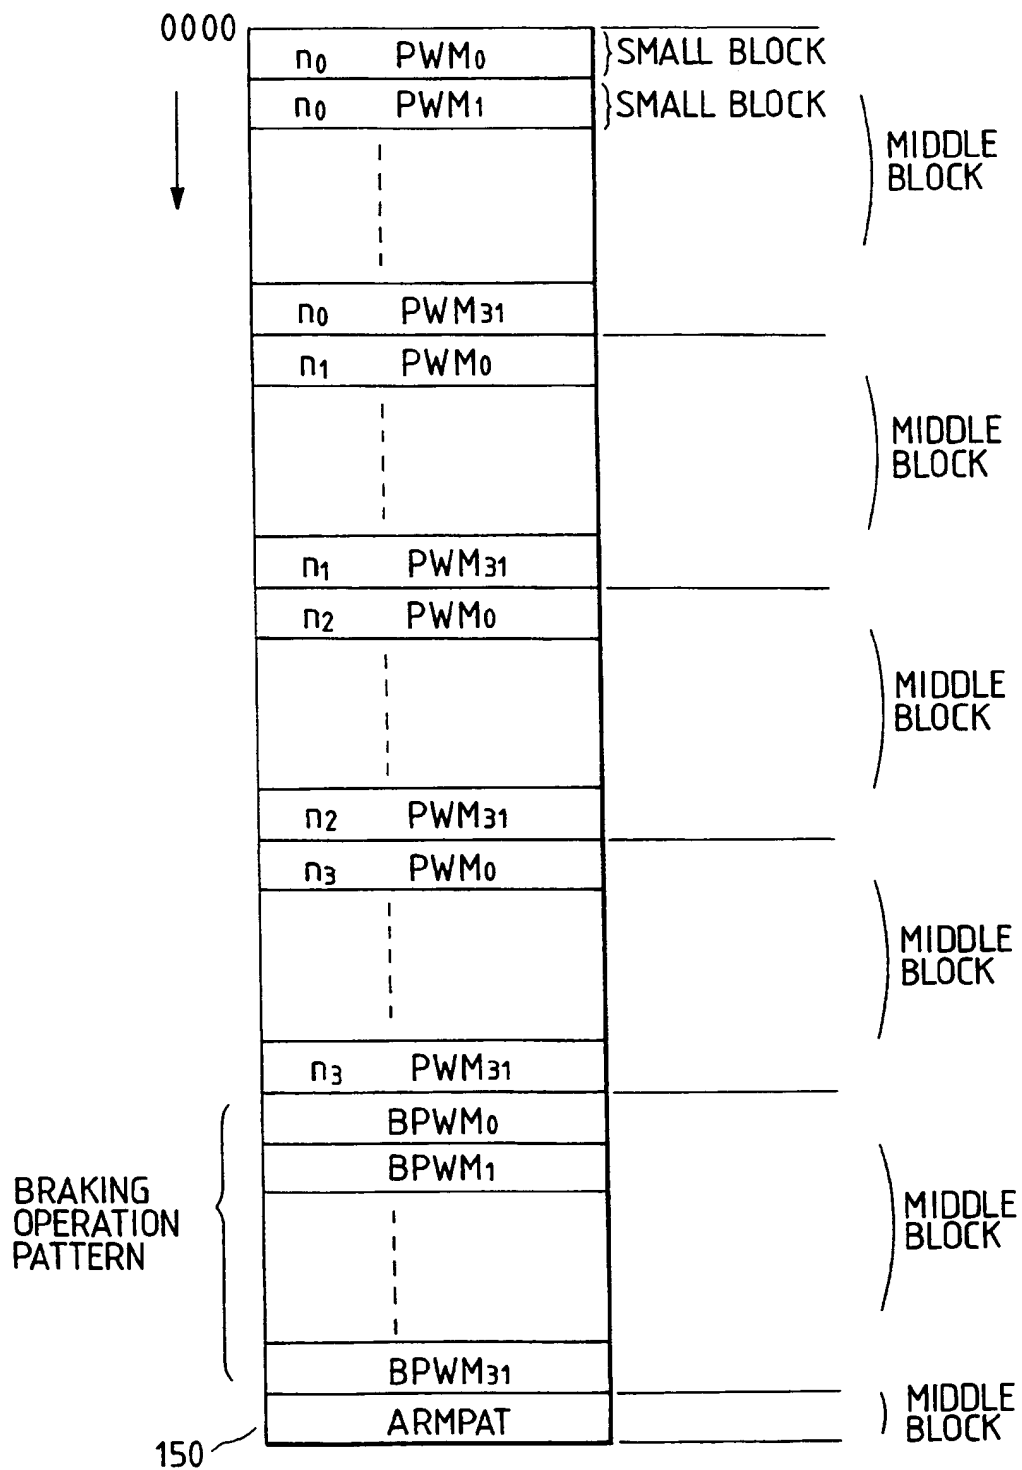 0000
n0 PWM0
SMALL BLOCK
n0 PWM1
SMALL BLOCK
MIDDLE
BLOCK
n0 PWM31
n1 PWM0
MIDDLE
BLOCK
n1 PWM31
n2 PWM0
MIDDLE
BLOCK
n2 PWM31
n3 PWM0
MIDDLE
BLOCK
n3 PWM31
BPWM0
BPWM1
BRAKING
OPERATION
PATTERN
MIDDLE
BLOCK
BPWM31
ARMPAT
MIDDLE
BLOCK
150